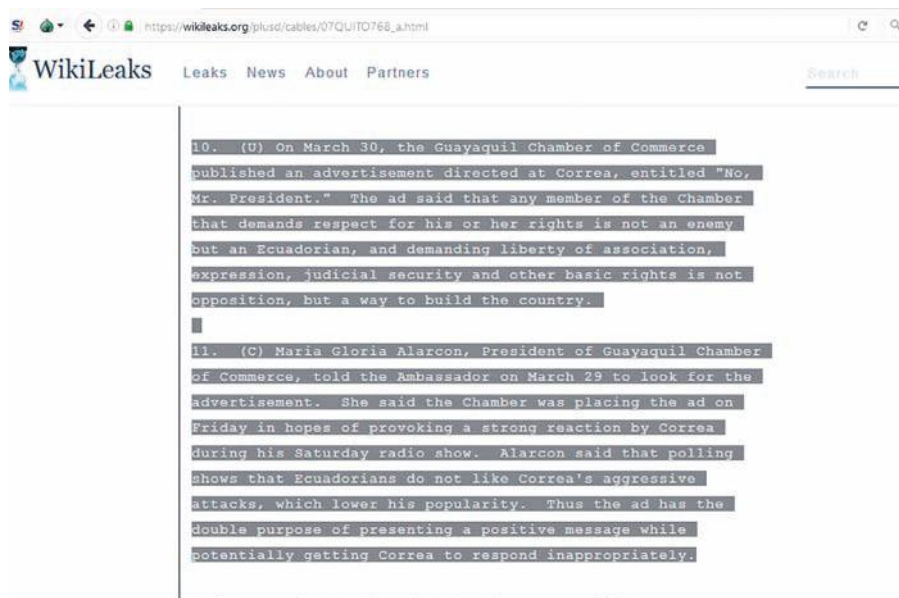 https://wikileaks.org/plusd/cables/07QUITO768_a.html
WikiLeaks Leaks News About Partners Search
10. (U) On March 30, the Guayaquil Chamber of Commerce
published an advertisement directed at Correa, entitled "No,
Mr. President." The ad said that any member of the Chamber
that demands respect for his or her rights is not an enemy
but an Ecuadorian, and demanding liberty of association,
expression, judicial security and other basic rights is not
opposition, but a way to build the country.
11. (C) Maria Gloria Alarcon, President of Guayaquil Chamber
of Commerce, told the Ambassador on March 29 to look for the
advertisement. She said the Chamber was placing the ad on
Friday in hopes of provoking a strong reaction by Correa
during his Saturday radio show. Alarcon said that polling
shows that Ecuadorians do not like Correa's aggressive
attacks, which lower his popularity. Thus the ad has the
double purpose of presenting a positive message while
potentially getting Correa to respond inappropriately.